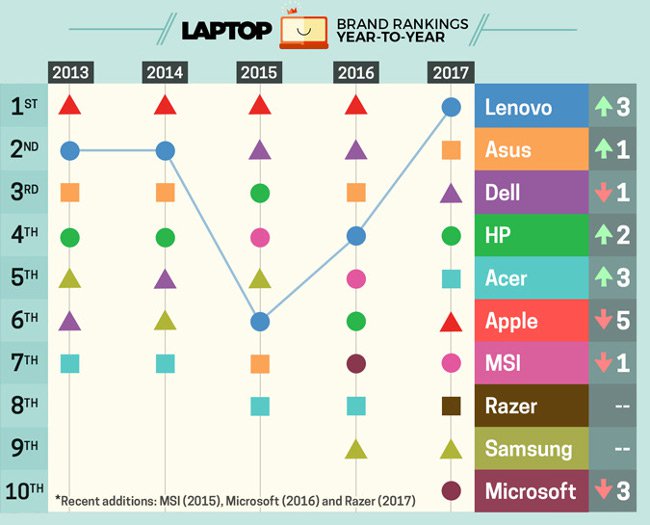 LAPTOP
BRAND RANKINGS
YEAR-TO-YEAR
2013 2014 2015 2016 2017
1ST Lenovo 3
2ND Asus 1
3RD Dell 1
4TH HP 2
5TH Acer 3
6TH Apple 5
7TH MSI 1
8TH Razer --
9TH Samsung --
10TH Microsoft 3
*Recent additions: MSI (2015), Microsoft (2016) and Razer (2017)